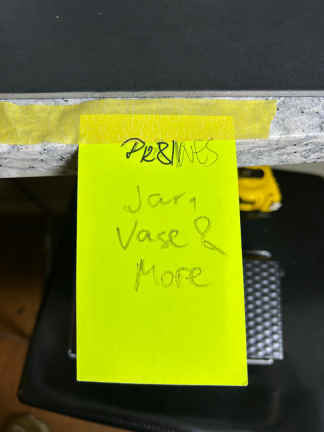 Jar,
Vase &
More